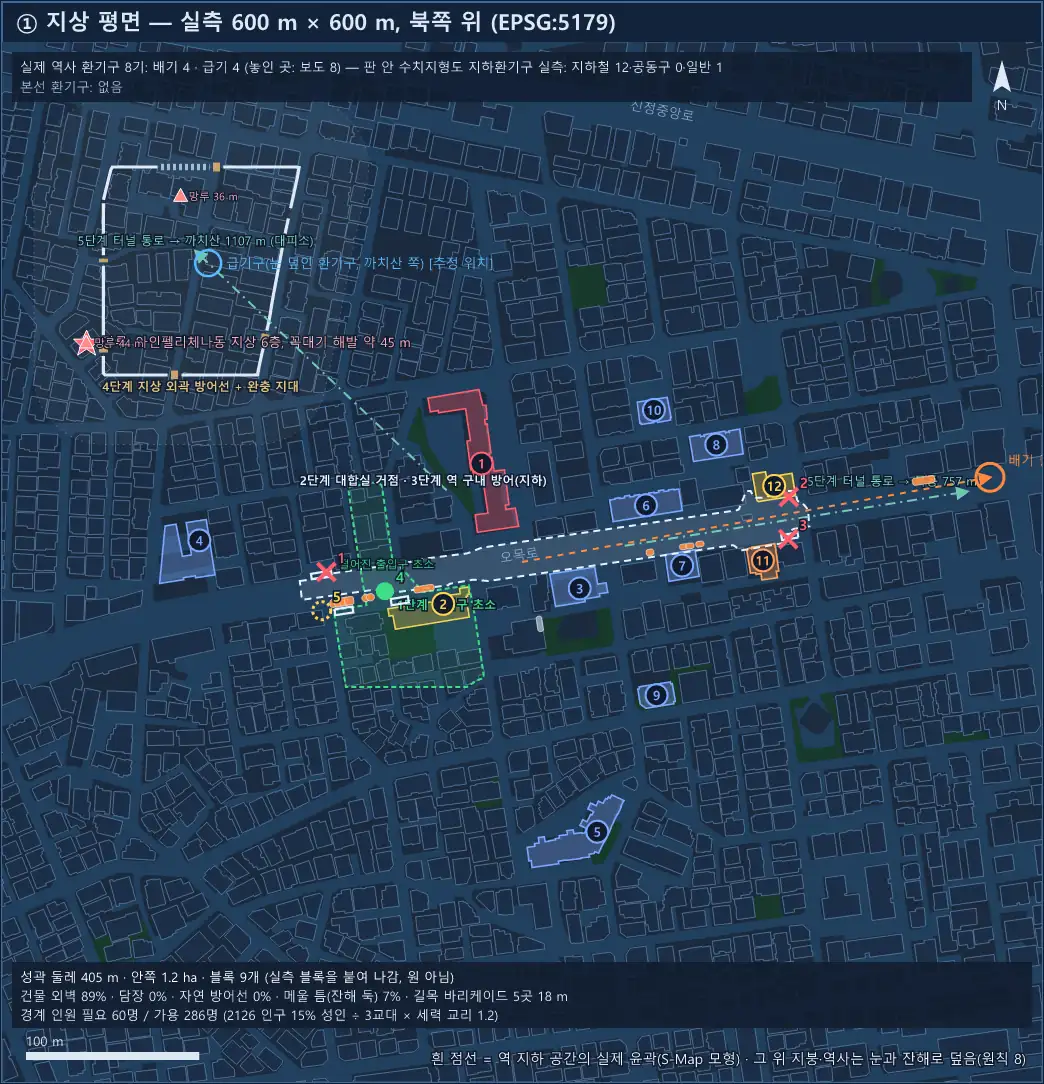 ① 지상 평면 — 실측 600 m × 600 m, 북쪽 위 (EPSG:5179)
실제 역사 환기구 8기: 배기 4 · 급기 4 (놓인 곳: 보도 8) — 판 안 수치지형도 지하환기구 실측: 지하철 12·공동구 0·일반 1
본선 환기구: 없음
N
신정중앙로
망루 36 m
5단계 터널 통로 → 까치산 1107 m (대피소)
급기구(눈 덮인 환기구, 까치산 쪽) [추정 위치]
파인펠리체나동 지상 6층, 꼭대기 해발 약 45 m
4단계 지상 외곽 방어선 + 완충 지대
10
8
1
배기
2단계 대합실 거점 · 3단계 역 구내 방어(지하)
12
2
5단계 터널 통로 →
757 m
6
3
4
오목로
1
출입구 초소
7
11
4
3
5
1단계
2
구 초소
9
5
성곽 둘레 405 m · 안쪽 1.2 ha · 블록 9개 (실측 블록을 붙여 나감, 원 아님)
건물 외벽 89% · 담장 0% · 자연 방어선 0% · 메울 틈(잔해 둑) 7% · 길목 바리케이드 5곳 18 m
경계 인원 필요 60명 / 가용 286명 (2126 인구 15% 성인 ÷ 3교대 × 세력 교리 1.2)
100 m
흰 점선 = 역 지하 공간의 실제 윤곽(S-Map 모형) · 그 위 지붕·역사는 눈과 잔해로 덮음(원칙 8)